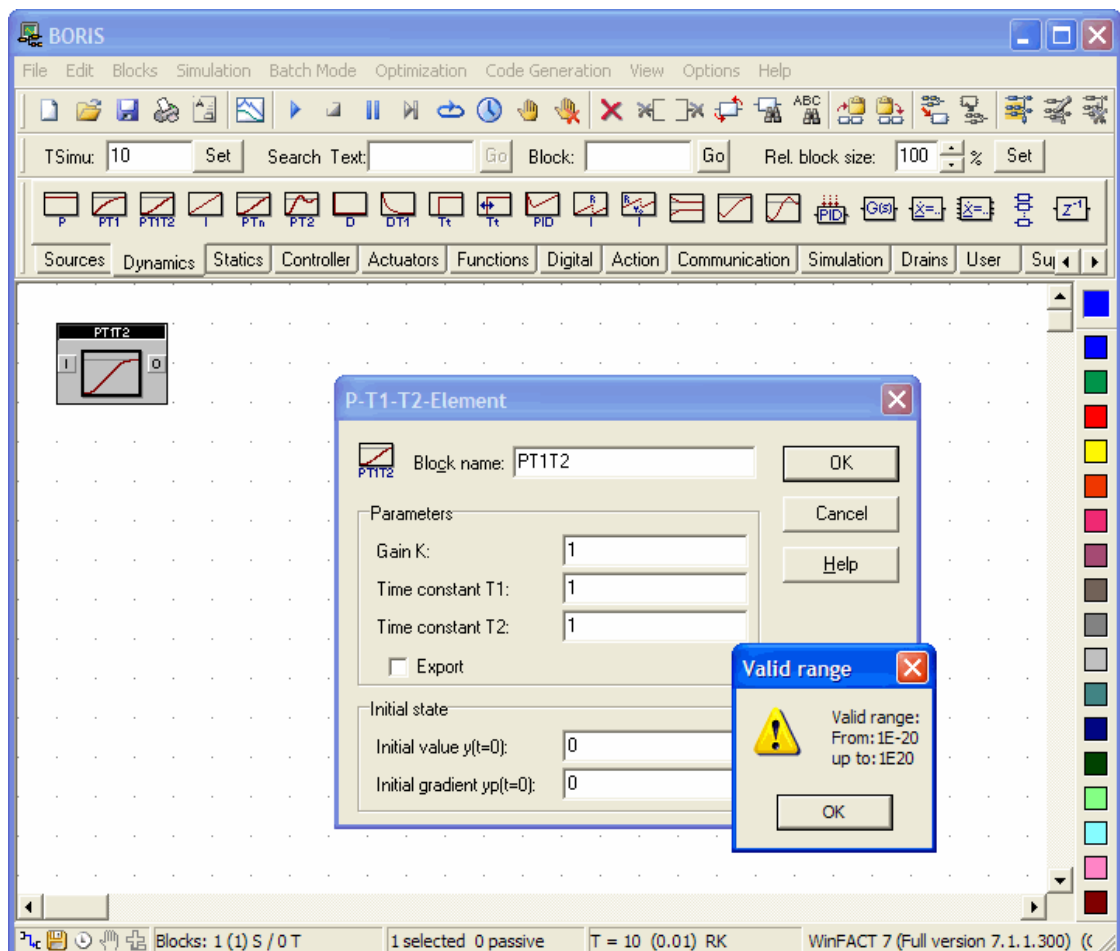 BORIS
File Edit Blocks Simulation Batch Mode Optimization Code Generation View Options Help
ABC
TSimu: 10 Set Search Text: Go Block: Go Rel. block size: 100 % Set
P PT1 PT1T2 I PTn PT2 D DT1 Tt Tt PID I I PID G(s) ẋ=.. ẋ=.. z⁻¹
Sources Dynamics Statics Controller Actuators Functions Digital Action Communication Simulation Drains User Su
PT1T2
I O
P-T1-T2-Element
PT1T2
Block name: PT1T2
OK
Parameters
Cancel
Gain K: 1
Help
Time constant T1: 1
Time constant T2: 1
Export
Valid range
Initial state
Valid range:
From: 1E-20
up to: 1E20
Initial value y(t=0): 0
Initial gradient yp(t=0): 0
OK
Blocks: 1 (1) S / 0 T 1 selected 0 passive T = 10 (0.01) RK WinFACT 7 (Full version 7.1.1.300)